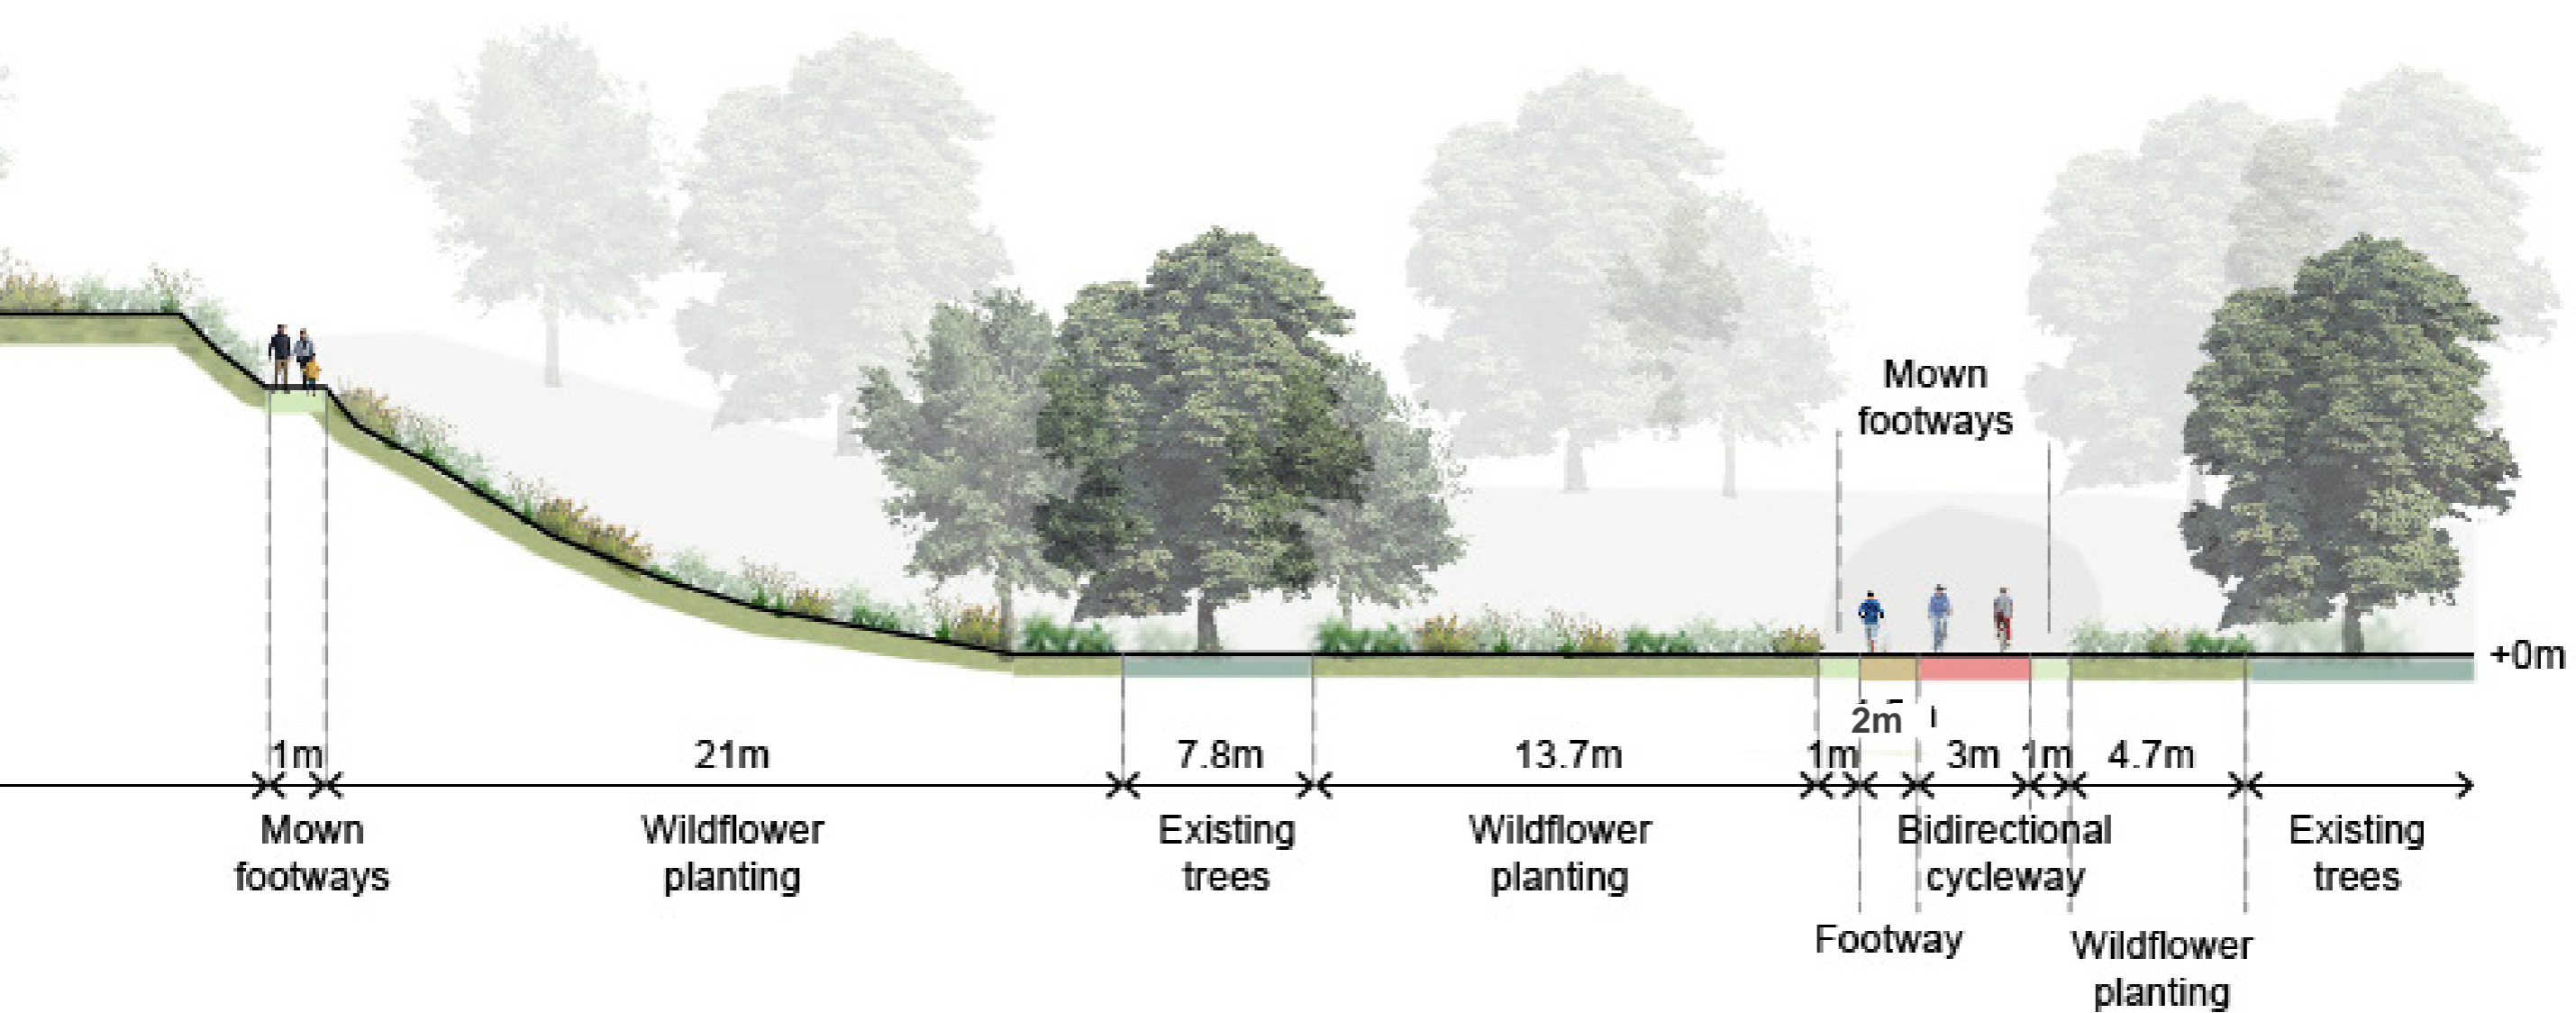 Mown
footways
+0m
2m
1m
21m
7.8m
13.7m
1m
3m
1m
4.7m
Mown
footways
Wildflower
planting
Existing
trees
Wildflower
planting
Bidirectional
cycleway
Existing
trees
Footway
Wildflower
planting